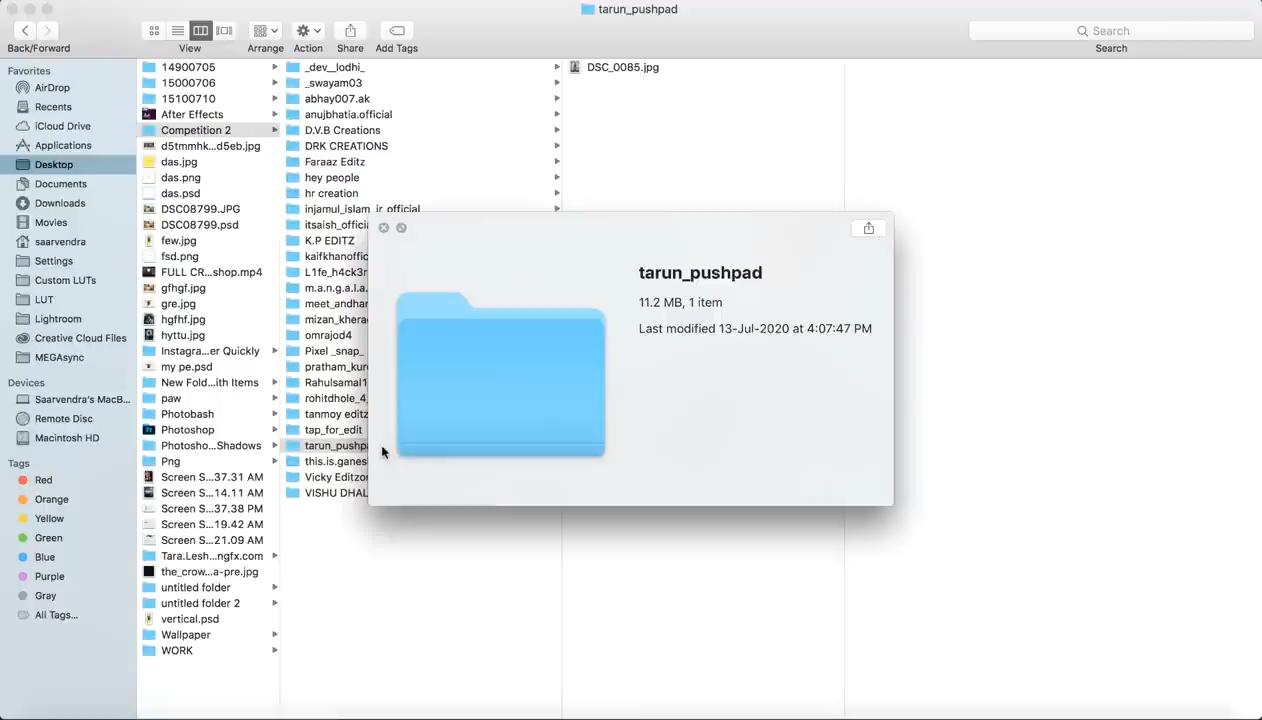 tarun_pushpad
Back/Forward
View
Arrange
Action
Share
Add Tags
Search
Search
Favorites
AirDrop
Recents
iCloud Drive
Applications
Desktop
Documents
Downloads
Movies
saarvendra
Settings
Custom LUTs
LUT
Lightroom
Creative Cloud Files
MEGAsync
Devices
Saarvendra's MacB...
Remote Disc
Macintosh HD
Tags
Red
Orange
Yellow
Green
Blue
Purple
Gray
All Tags...
14900705
15000706
15100710
After Effects
Competition 2
d5tmmhk...d5eb.jpg
das.jpg
das.png
das.psd
DSC08799.JPG
DSC08799.psd
few.jpg
fsd.png
FULL CR...shop.mp4
gfhgf.jpg
gre.jpg
hgfhf.jpg
hyttu.jpg
Instagra...er Quickly
my pe.psd
New Fold...ith Items
paw
Photobash
Photoshop
Photosho...Shadows
Png
Screen S...37.31 AM
Screen S...14.11 AM
Screen S...37.38 PM
Screen S...19.42 AM
Screen S...21.09 AM
Tara.Lesh...ngfx.com
the_crow...a-pre.jpg
untitled folder
untitled folder 2
vertical.psd
Wallpaper
WORK
_dev__lodhi_
_swayam03
abhay007.ak
anujbhatia.official
D.V.B Creations
DRK CREATIONS
Faraaz Editz
hey people
hr creation
injamul_islam_jr_official
itsaish_offici
K.P EDITZ
kaifkhanoffic
L1fe_h4ck3r
m.a.n.g.a.l.a
meet_andhar
mizan_khera
omrajod4
Pixel _snap_
pratham_kur
Rahulsamal1
rohitdhole_4
tanmoy editz
tap_for_edit
tarun_pushpa
this.is.ganes
Vicky Editzo
VISHU DHAL
DSC_0085.jpg
tarun_pushpad
11.2 MB, 1 item
Last modified 13-Jul-2020 at 4:07:47 PM